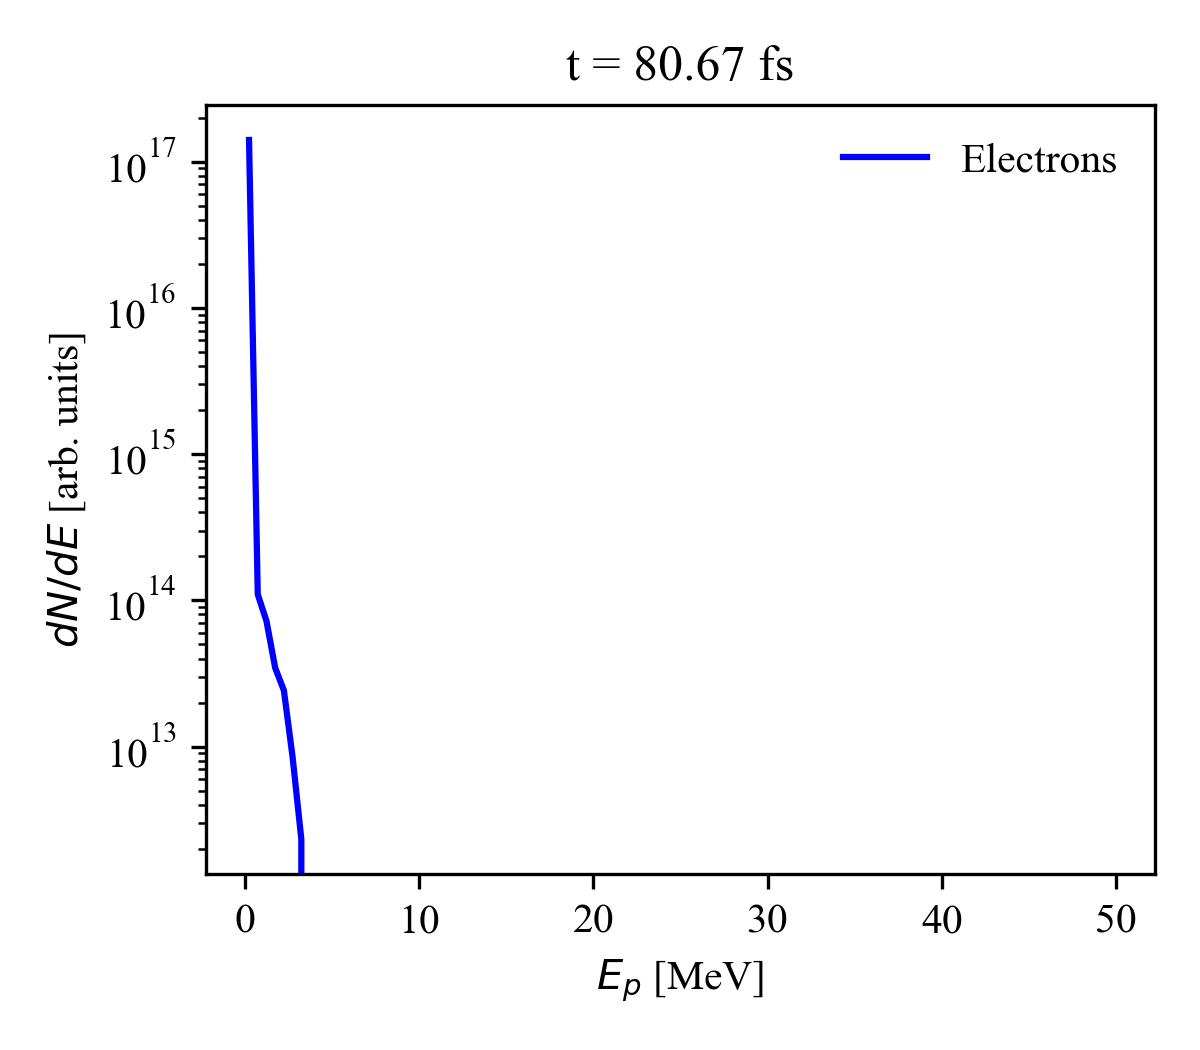 t = 80.67 fs
Electrons
10^17
10^16
10^15
10^14
10^13
dN/dE [arb. units]
0 10 20 30 40 50
E_p [MeV]